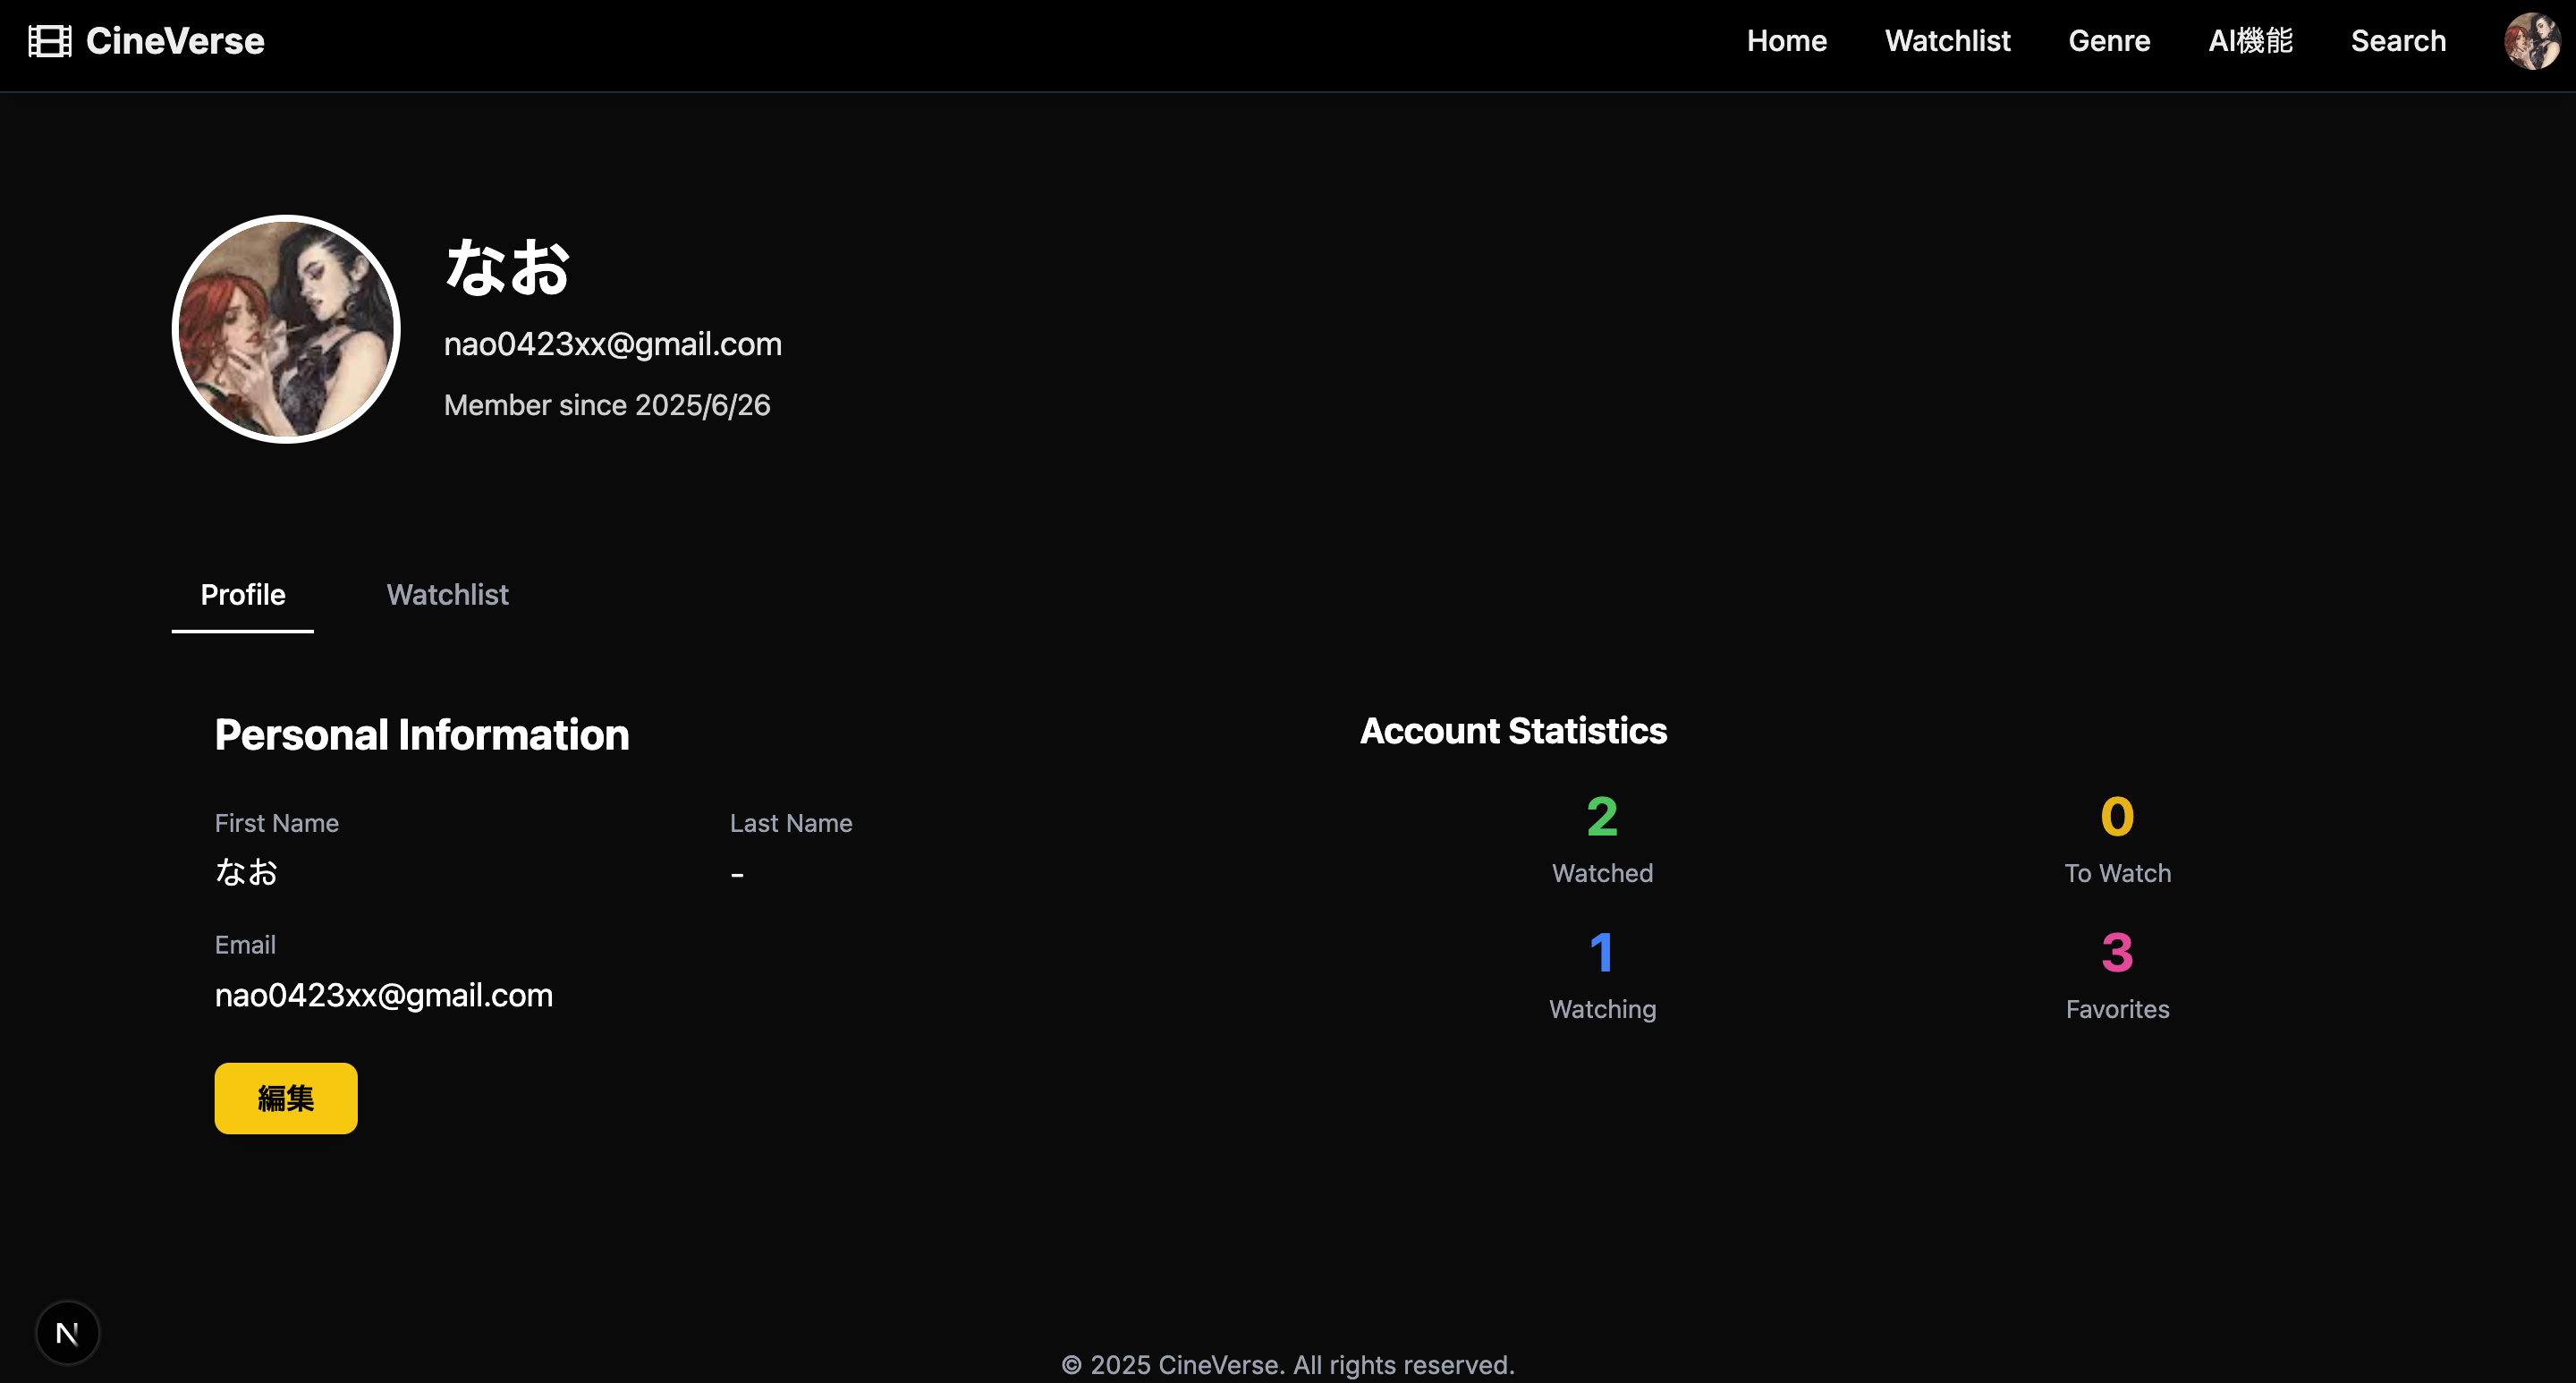 CineVerse
Home Watchlist Genre AI機能 Search
なお
nao0423xx@gmail.com
Member since 2025/6/26
Profile Watchlist
Personal Information
First Name Last Name
なお -
Email
nao0423xx@gmail.com
編集
Account Statistics
2 0
Watched To Watch
1 3
Watching Favorites
N
© 2025 CineVerse. All rights reserved.